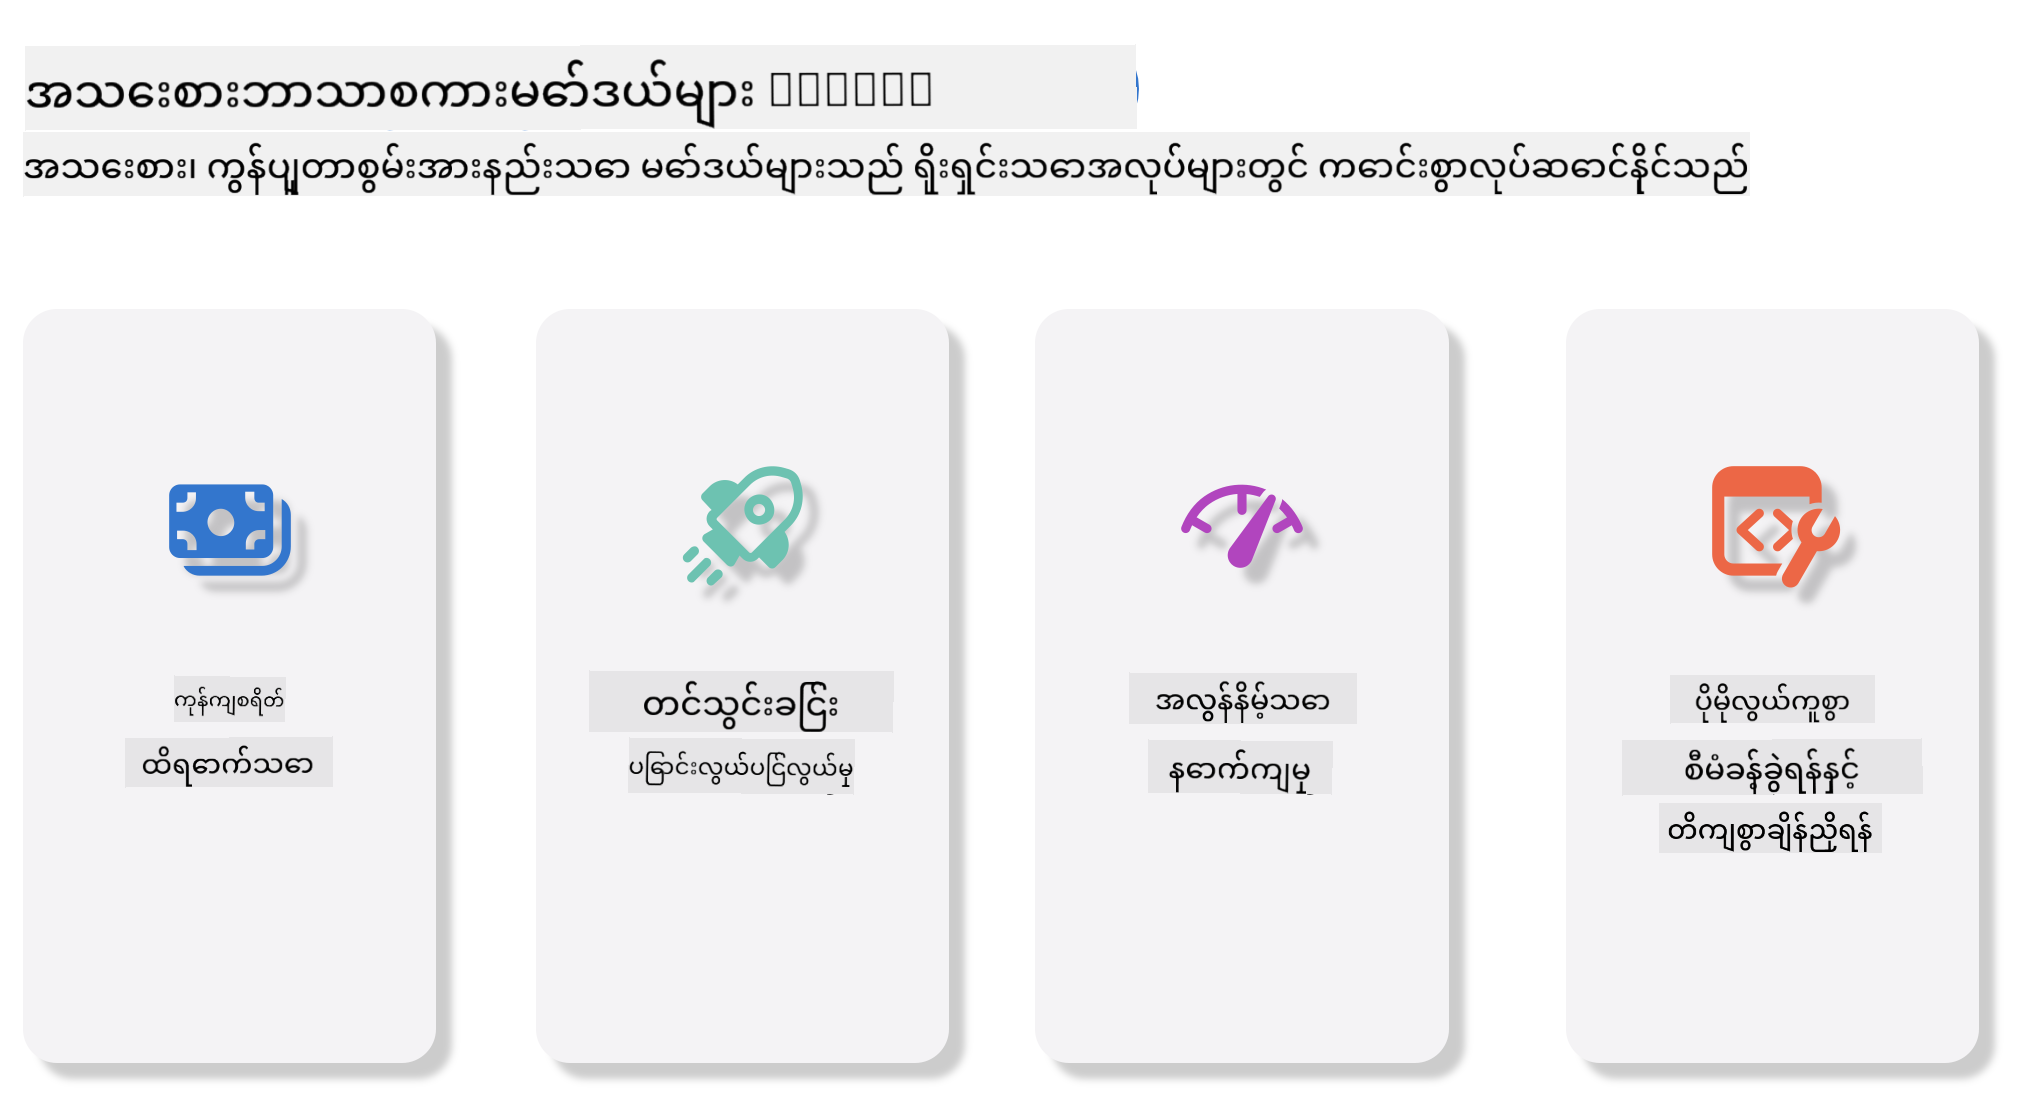 အသေးစားဘာသာစကားမော်ဒယ်များ
အသေးစား၊ ကွန်ပျူတာစွမ်းအားနည်းသော မော်ဒယ်များသည် ရိုးရှင်းသောအလုပ်များတွင် ကောင်းစွာလုပ်ဆောင်နိုင်သည်
ကုန်ကျစရိတ်
ထိရောက်သော
တင်သွင်းခြင်း
ပြောင်းလွယ်ပြင်လွယ်မှု
အလွန်နိမ့်သော
နောက်ကျမှု
ပိုမိုလွယ်ကူစွာ
စီမံခန့်ခွဲရန်နှင့်
တိကျစွာချိန်ညှိရန်